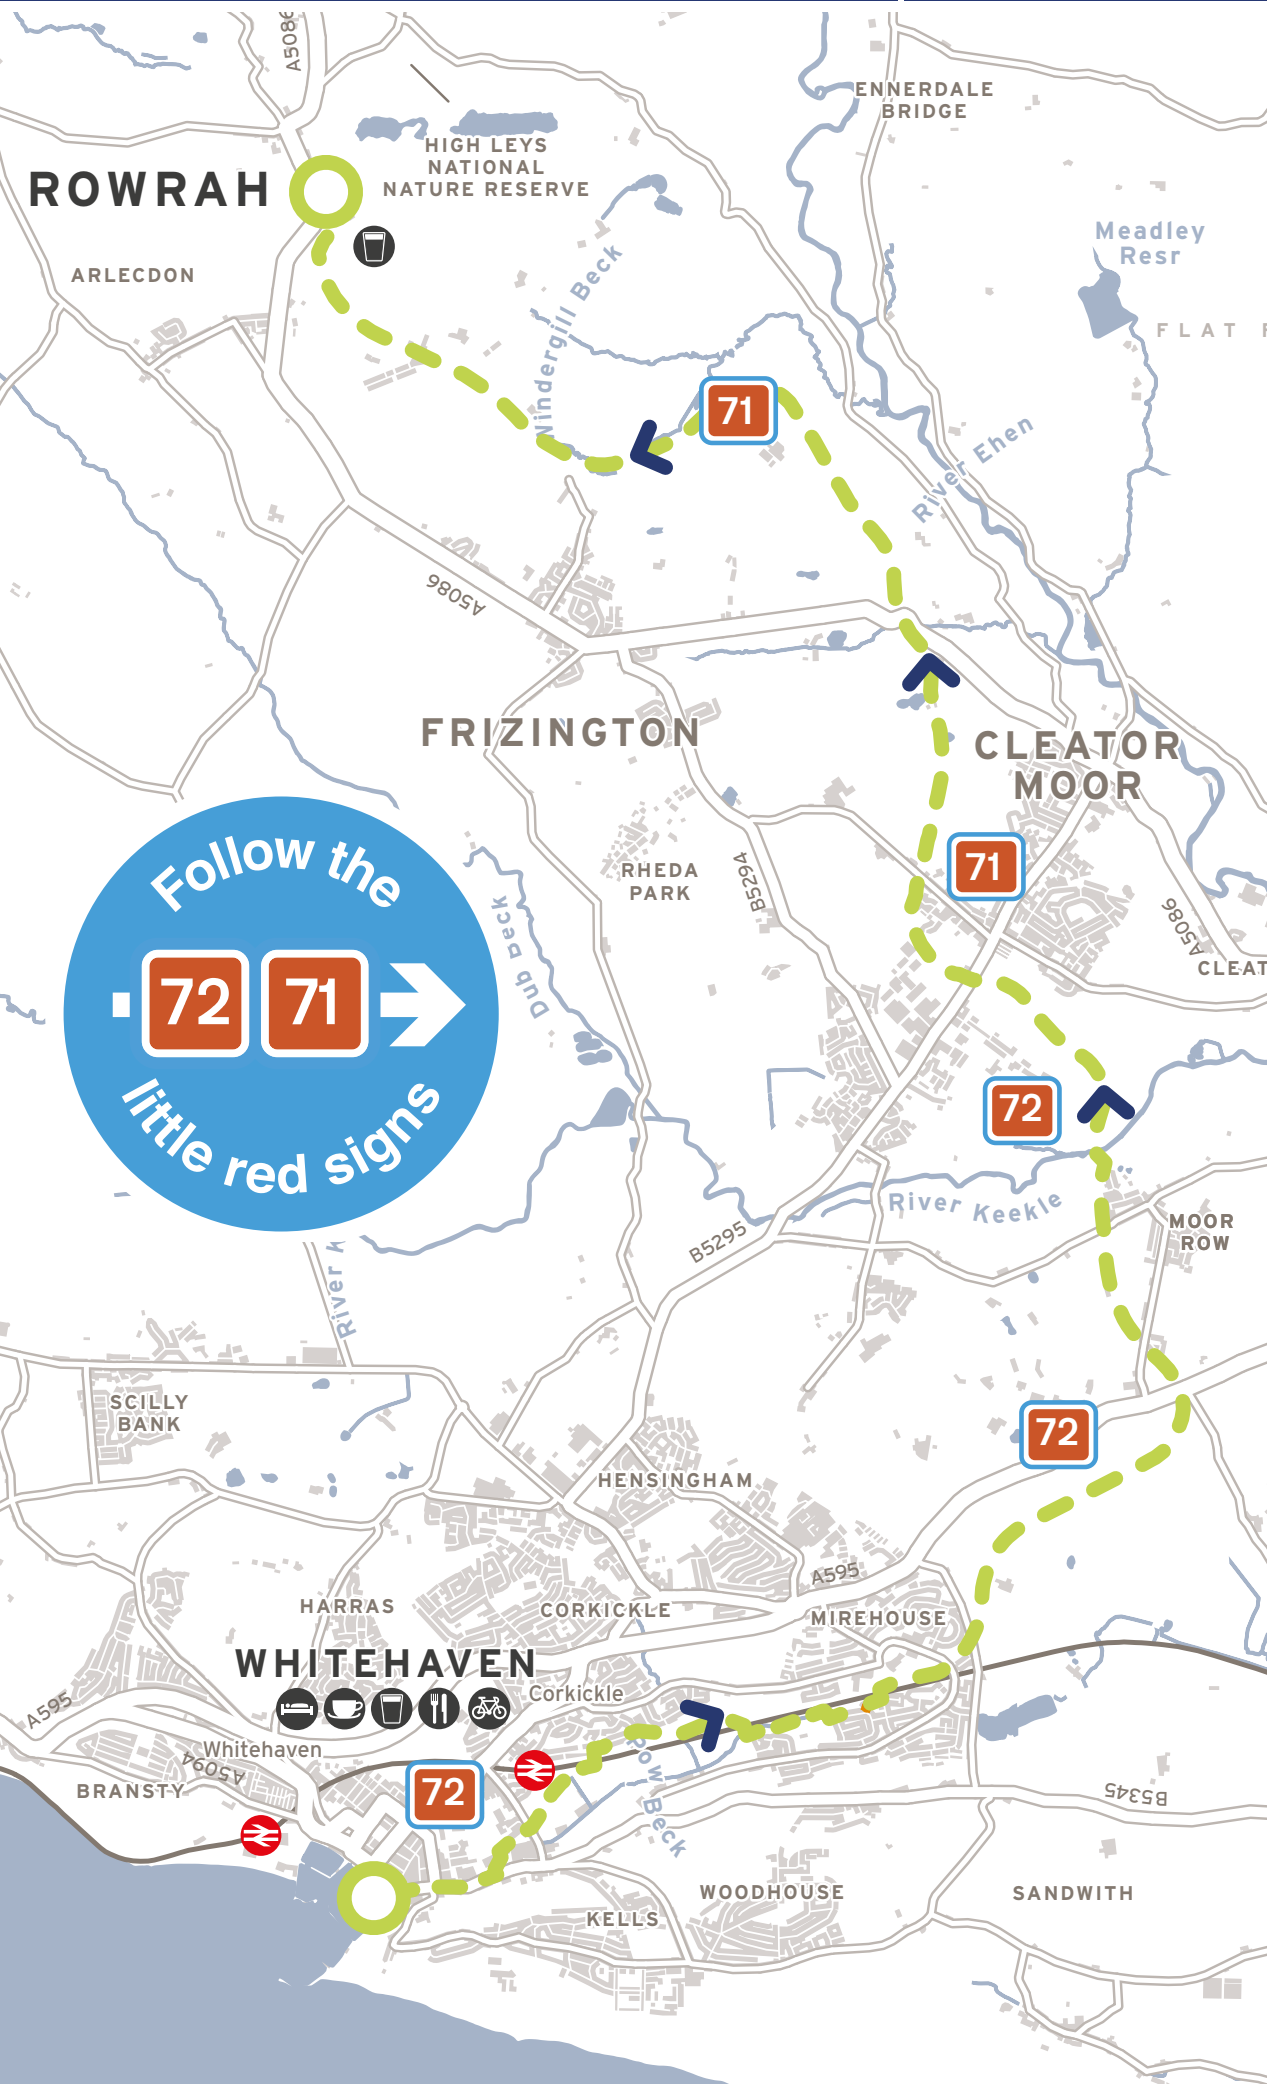 A5086
ENNERDALE
BRIDGE
HIGH LEYS
NATIONAL
NATURE RESERVE
ROWRAH
ARLECDON
Meadley
Resr
FLAT
Windergill Beck
71
River Ehen
A5086
FRIZINGTON
CLEATOR
MOOR
71
RHEDA
PARK
B5294
A5086
CLEAT
Follow the
72 71
little red signs
Dub Beck
72
River Keekle
MOOR
ROW
B5295
River
SCILLY
BANK
72
HENSINGHAM
A595
HARRAS
CORKICKLE
MIREHOUSE
WHITEHAVEN
Corkickle
A595
Whitehaven
A5094
BRANSTY
72
Pow Beck
B5345
WOODHOUSE
SANDWITH
KELLS